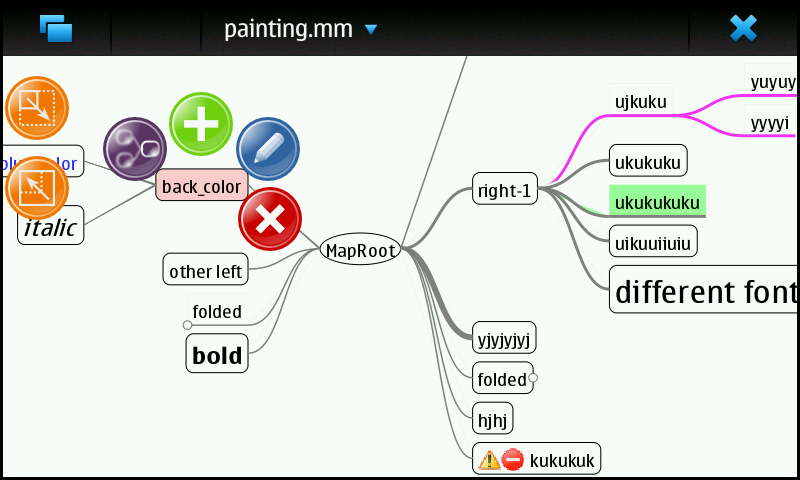 painting.mm
yuyuy
ujkuku
yyyyi
ukukuku
back_color
right-1
ukukukuku
italic
uikuuiiuiu
MapRoot
other left
different font
folded
yjyjyjyj
bold
folded
hjhj
kukukuk